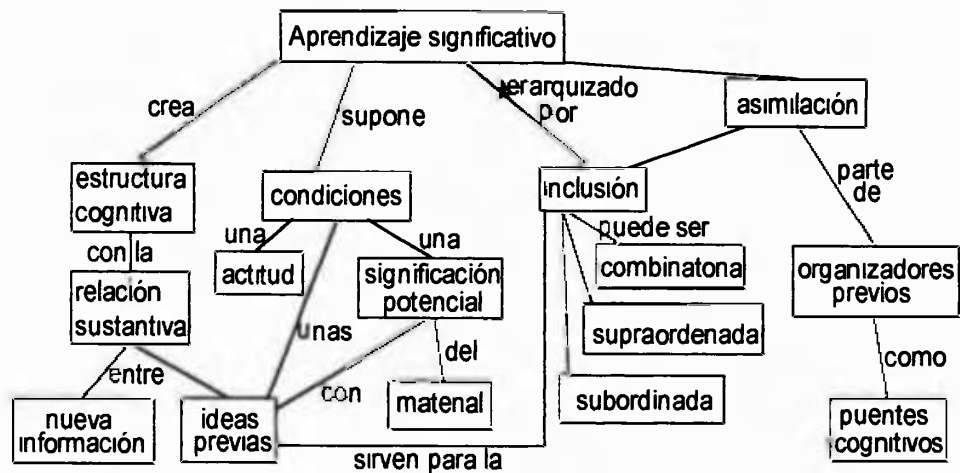 Aprendizaje significativo
crea
supone
jerarquizado
por
asimilación
estructura
cognitiva
condiciones
inclusión
parte
de
con la
una
una
puede ser
actitud
significación
potencial
combinatoria
organizadores
previos
relación
sustantiva
unas
supraordenada
entre
con
del
como
subordinada
nueva
información
ideas
previas
material
puentes
cognitivos
sirven para la